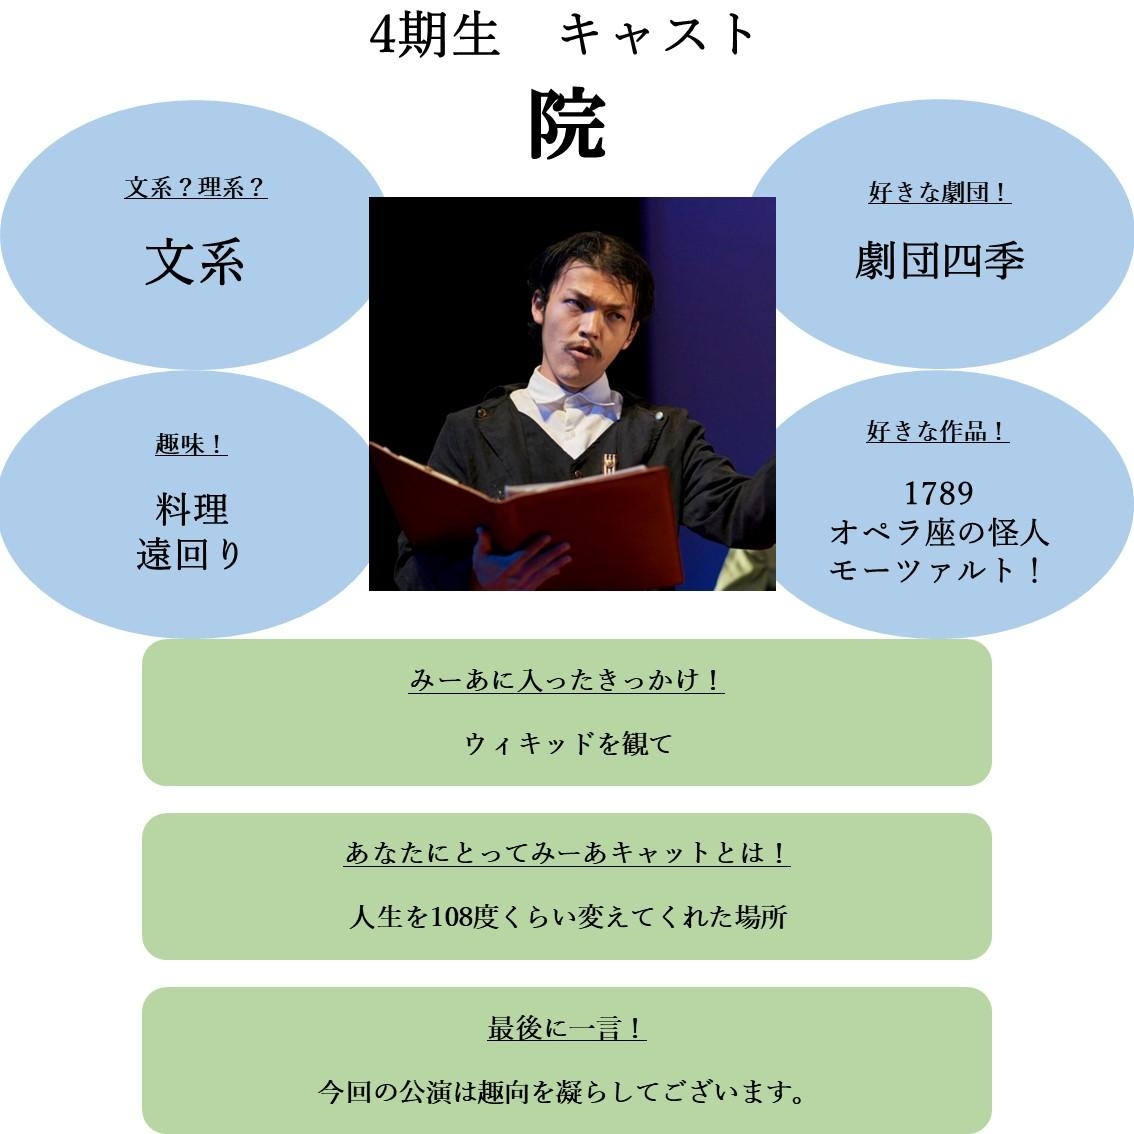 4期生　キャスト
院
文系？理系？
文系
好きな劇団！
劇団四季
趣味！
料理
遠回り
好きな作品！
1789
オペラ座の怪人
モーツァルト！
みーあに入ったきっかけ！
ウィキッドを観て
あなたにとってみーあキャットとは！
人生を108度くらい変えてくれた場所
最後に一言！
今回の公演は趣向を凝らしてございます。